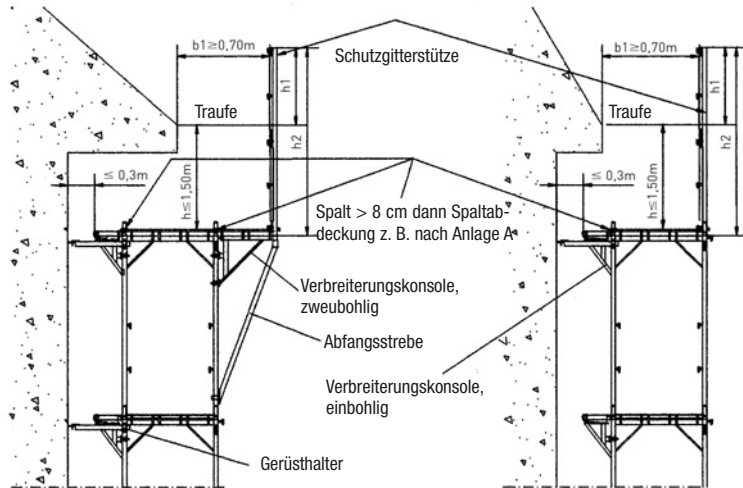 b1≥0,70m
Schutzgitterstütze
b1≥0,70m
h1
h2
Traufe
Traufe
h1
h2
≤ 0,3m
h≤1,50m
≤ 0,3m
h≤1,50m
Spalt > 8 cm dann Spaltab-
deckung z. B. nach Anlage A
Verbreiterungskonsole,
zweubohlig
Abfangsstrebe
Verbreiterungskonsole,
einbohlig
Gerüsthalter